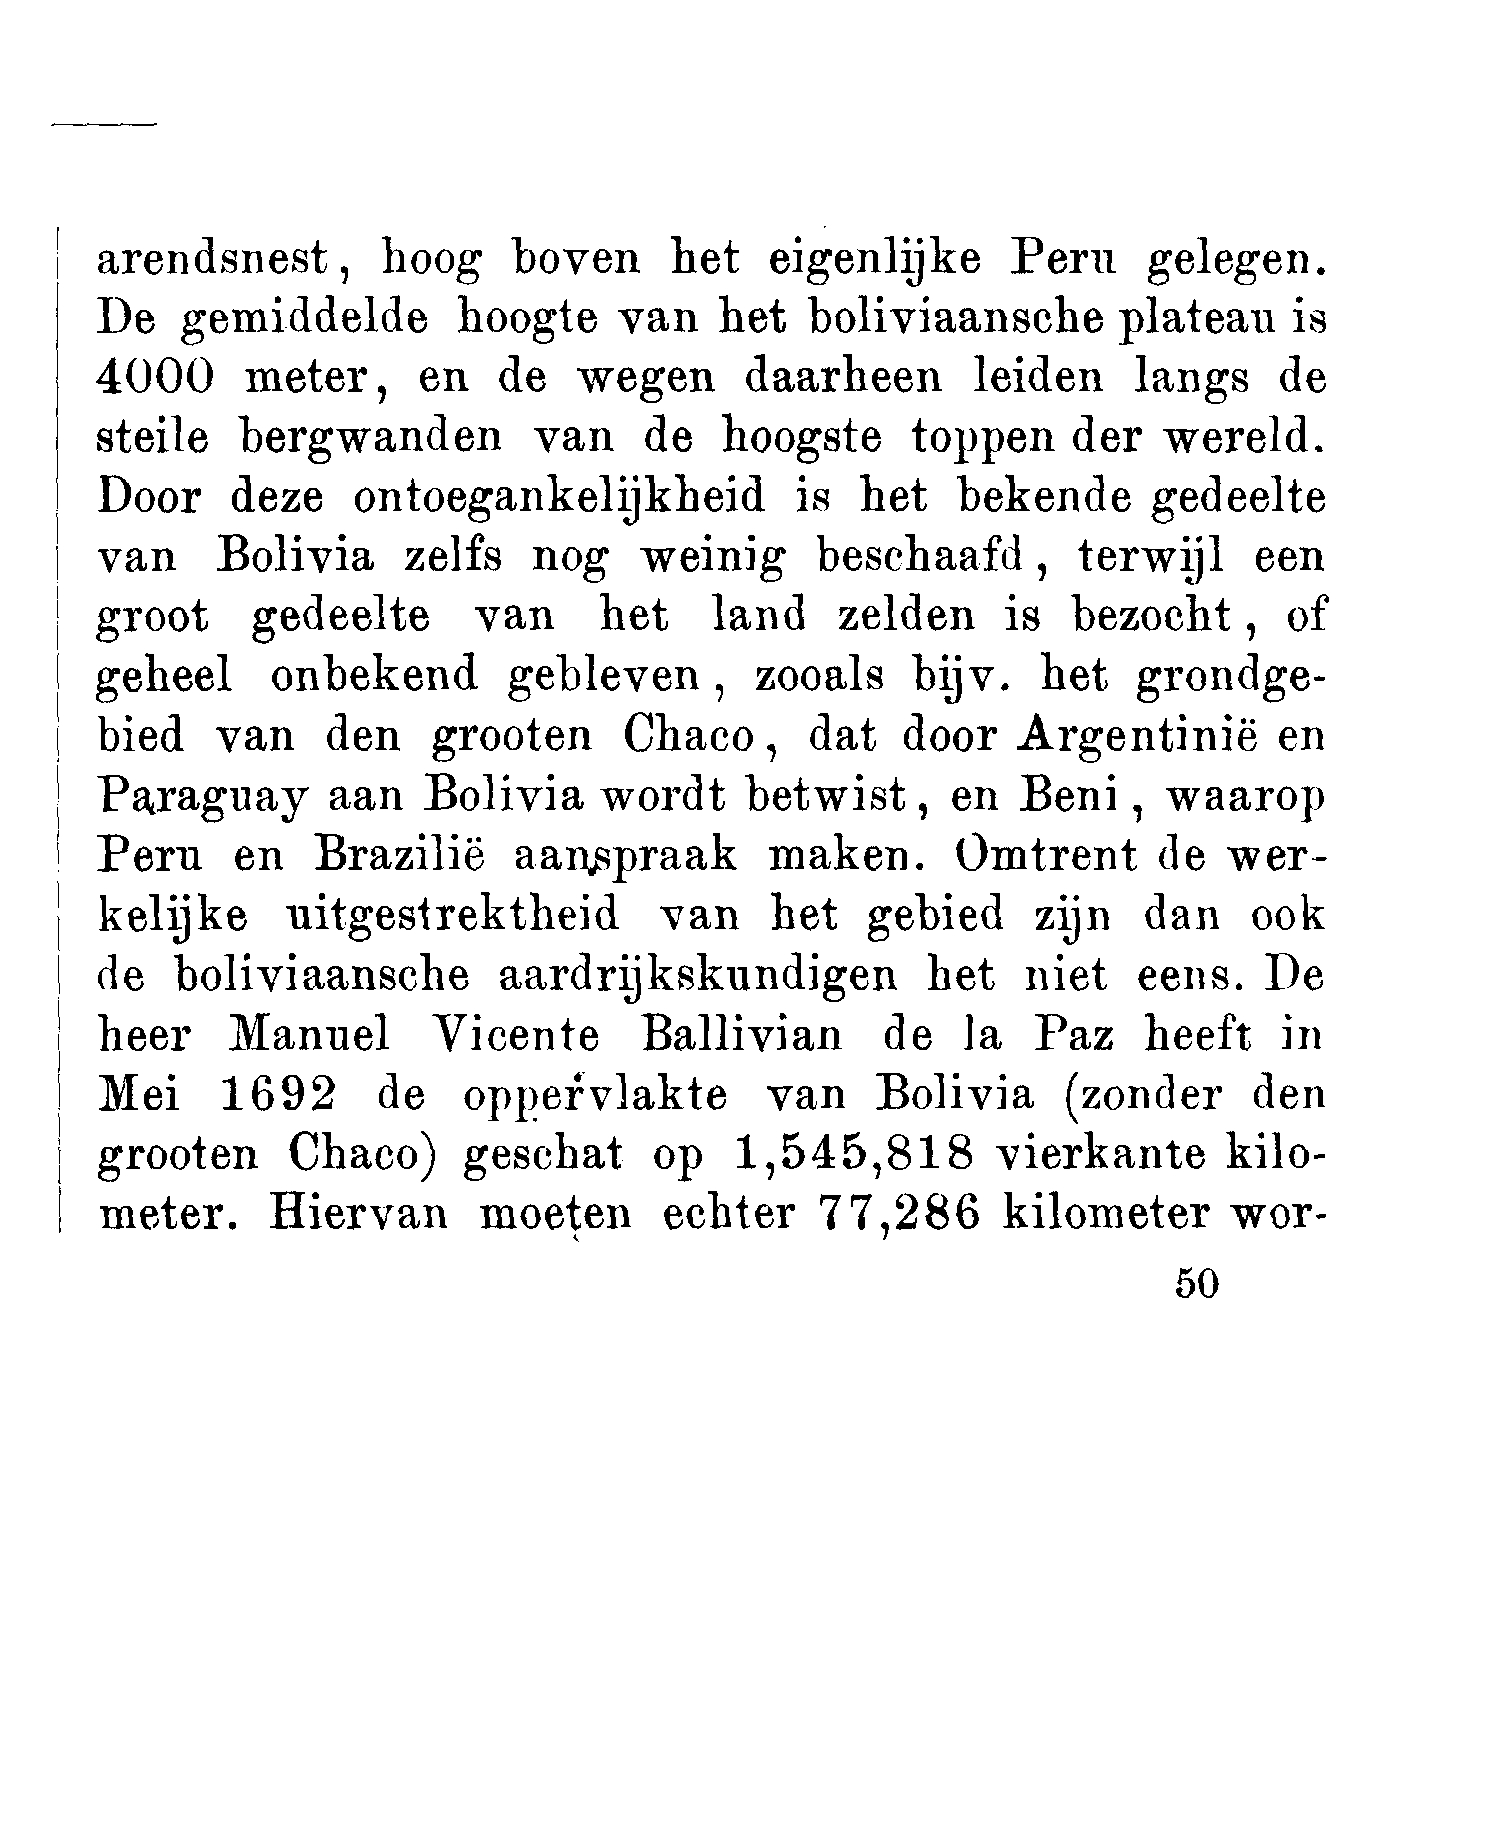 arendsnest, hoog boven het eigenlijke Peru gelegen.
De gemiddelde hoogte van het boliviaansche plateau is
4000 meter, en de wegen daarheen leiden langs de
steile bergwanden van de hoogste toppen der wereld.
Door deze ontoegankelijkheid is het bekende gedeelte
van Bolivia zelfs nog weinig beschaafd, terwijl een
groot gedeelte van het land zelden is bezocht, of
geheel onbekend gebleven, zooals bijv. het grondge-
bied van den grooten Chaco, dat door Argentinië en
Paraguay aan Bolivia wordt betwist, en Beni, waarop
Peru en Brazilië aanspraak maken. Omtrent de wer-
kelijke uitgestrektheid van het gebied zijn dan ook
de boliviaansche aardrijkskundigen het niet eens. De
heer Manuel Vicente Ballivian de la Paz heeft in
Mei 1692 de oppervlakte van Bolivia (zonder den
grooten Chaco) geschat op 1,545,818 vierkante kilo-
meter. Hiervan moeten echter 77,286 kilometer wor-
50